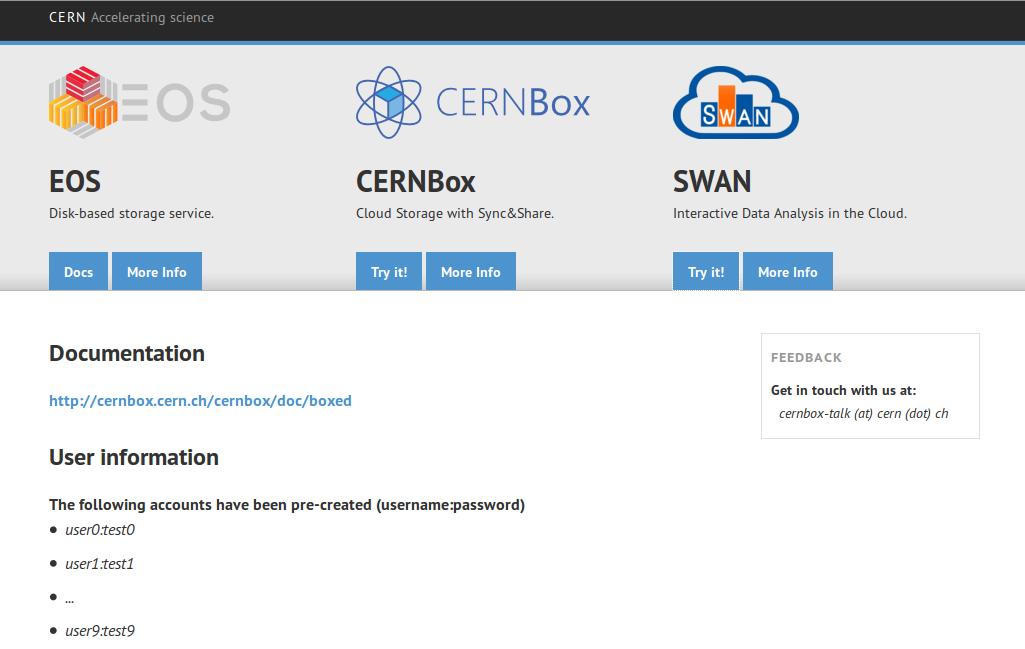 CERN Accelerating science
EOS
CERNBox
SWAN
EOS
Disk-based storage service.
Docs
More Info
CERNBox
Cloud Storage with Sync&Share.
Try it!
More Info
SWAN
Interactive Data Analysis in the Cloud.
Try it!
More Info
Documentation
http://cernbox.cern.ch/cernbox/doc/boxed
User information
The following accounts have been pre-created (username:password)
• user0:test0
• user1:test1
• ...
• user9:test9
FEEDBACK
Get in touch with us at:
cernbox-talk (at) cern (dot) ch